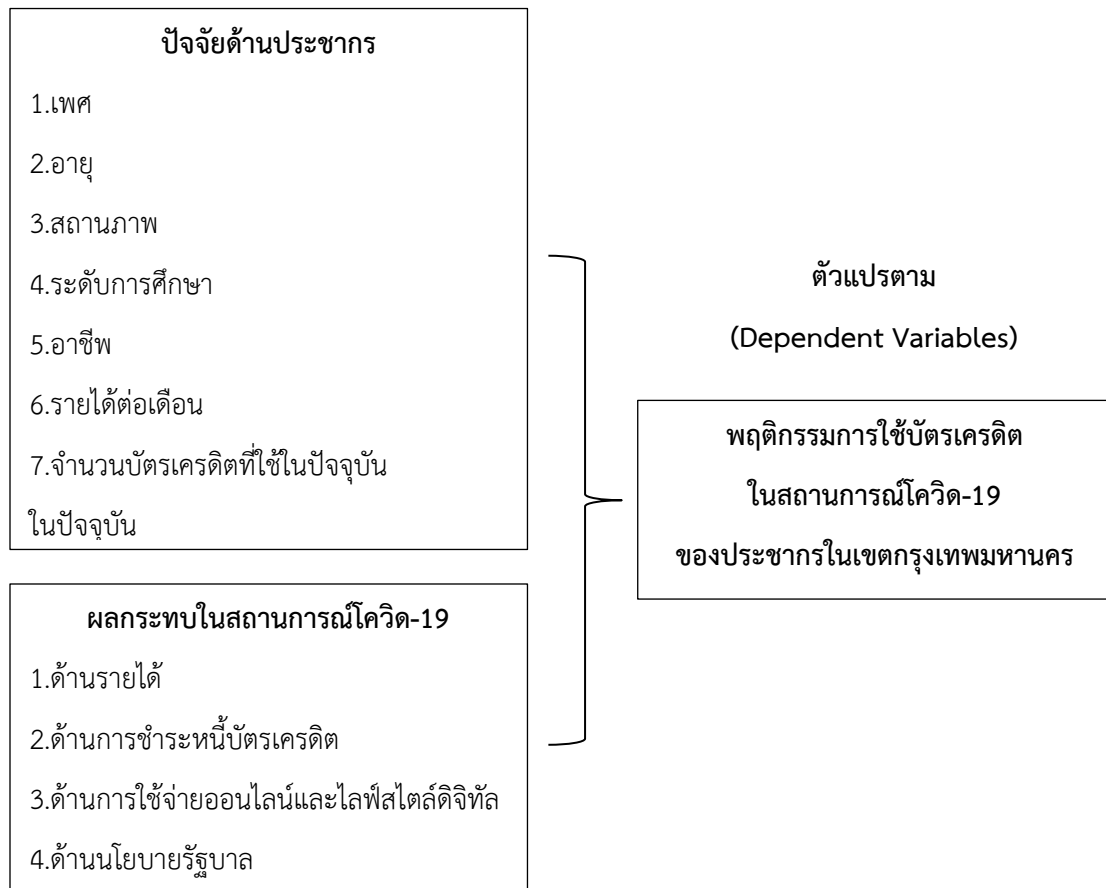 ปัจจัยด้านประชากร
1.เพศ
2.อายุ
3.สถานภาพ
4.ระดับการศึกษา
5.อาชีพ
6.รายได้ต่อเดือน
7.จำนวนบัตรเครดิตที่ใช้ในปัจจุบัน
ในปัจจุบัน
ผลกระทบในสถานการณ์โควิด-19
1.ด้านรายได้
2.ด้านการชำระหนี้บัตรเครดิต
3.ด้านการใช้จ่ายออนไลน์และไลฟ์สไตล์ดิจิทัล
4.ด้านนโยบายรัฐบาล
ตัวแปรตาม
(Dependent Variables)
พฤติกรรมการใช้บัตรเครดิต
ในสถานการณ์โควิด-19
ของประชากรในเขตกรุงเทพมหานคร